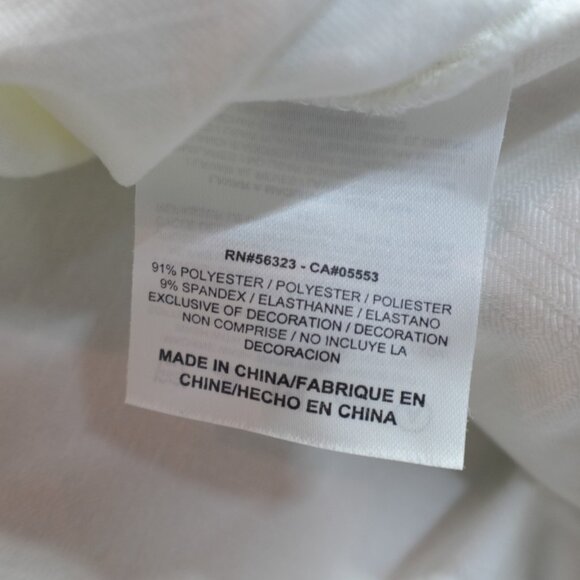 RN#56323 - CA#05553
91% POLYESTER / POLYESTER / POLIESTER
9% SPANDEX / ELASTHANNE / ELASTANO
EXCLUSIVE OF DECORATION / DECORATION
NON COMPRISE / NO INCLUYE LA
DECORACION
MADE IN CHINA/FABRIQUE EN
CHINE/HECHO EN CHINA